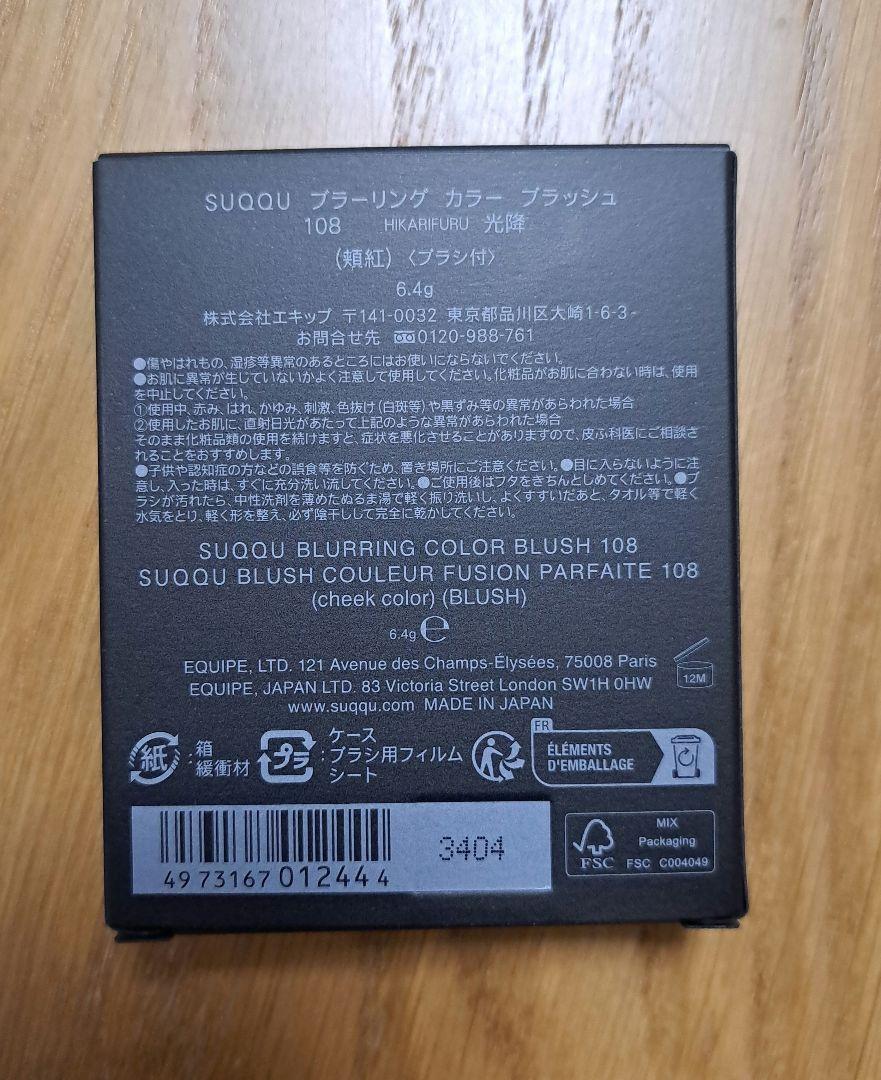 SUQQU ブラーリング カラー ブラッシュ
108 HIKARIFURU 光降
(頬紅)〈ブラシ付〉
6.4g
株式会社エキップ 〒141-0032 東京都品川区大崎1-6-3-
お問合せ先 0120-988-761
●傷やはれもの、湿疹等異常のあるところにはお使いにならないでください。
●お肌に異常が生じていないかよく注意して使用してください。化粧品がお肌に合わない時は、使用
を中止してください。
①使用中、赤み、はれ、かゆみ、刺激、色抜け(白斑等)や黒ずみ等の異常があらわれた場合
②使用したお肌に、直射日光があたって上記のような異常があらわれた場合
そのまま化粧品類の使用を続けますと、症状を悪化させることがありますので、皮ふ科医にご相談さ
れることをおすすめします。
●子供や認知症の方などの誤食等を防ぐため、置き場所にご注意ください。●目に入らないように注
意し、入った時は、すぐに充分洗い流してください。●ご使用後はフタをきちんとしめてください。●ブ
ラシが汚れたら、中性洗剤を薄めたぬるま湯で軽く振り洗いし、よくすすいだあと、タオル等で軽く
水気をとり、軽く形を整え、必ず陰干しして完全に乾かしてください。
SUQQU BLURRING COLOR BLUSH 108
SUQQU BLUSH COULEUR FUSION PARFAITE 108
(cheek color) (BLUSH)
6.4g ℮
EQUIPE, LTD. 121 Avenue des Champs-Élysées, 75008 Paris
EQUIPE, JAPAN LTD. 83 Victoria Street London SW1H 0HW
www.suqqu.com MADE IN JAPAN
12M
紙 : 箱
緩衝材
プラ : ケース
ブラシ用フィルム
シート
FR
ÉLÉMENTS
D'EMBALLAGE
49 73167 012444
3404
FSC
MIX
Packaging
FSC C004049